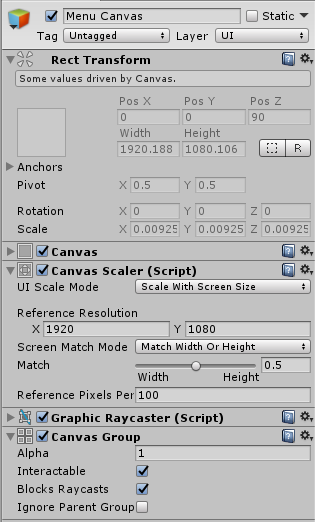 Menu Canvas Static
Tag Untagged Layer UI
Rect Transform
Some values driven by Canvas.
Pos X Pos Y Pos Z
0 0 90
Width Height
1920.188 1080.106 R
Anchors
Pivot X 0.5 Y 0.5
Rotation X 0 Y 0 Z 0
Scale X 0.00925 Y 0.00925 Z 0.00925
Canvas
Canvas Scaler (Script)
UI Scale Mode Scale With Screen Size
Reference Resolution
X 1920 Y 1080
Screen Match Mode Match Width Or Height
Match 0.5
Width Height
Reference Pixels Per 100
Graphic Raycaster (Script)
Canvas Group
Alpha 1
Interactable
Blocks Raycasts
Ignore Parent Group